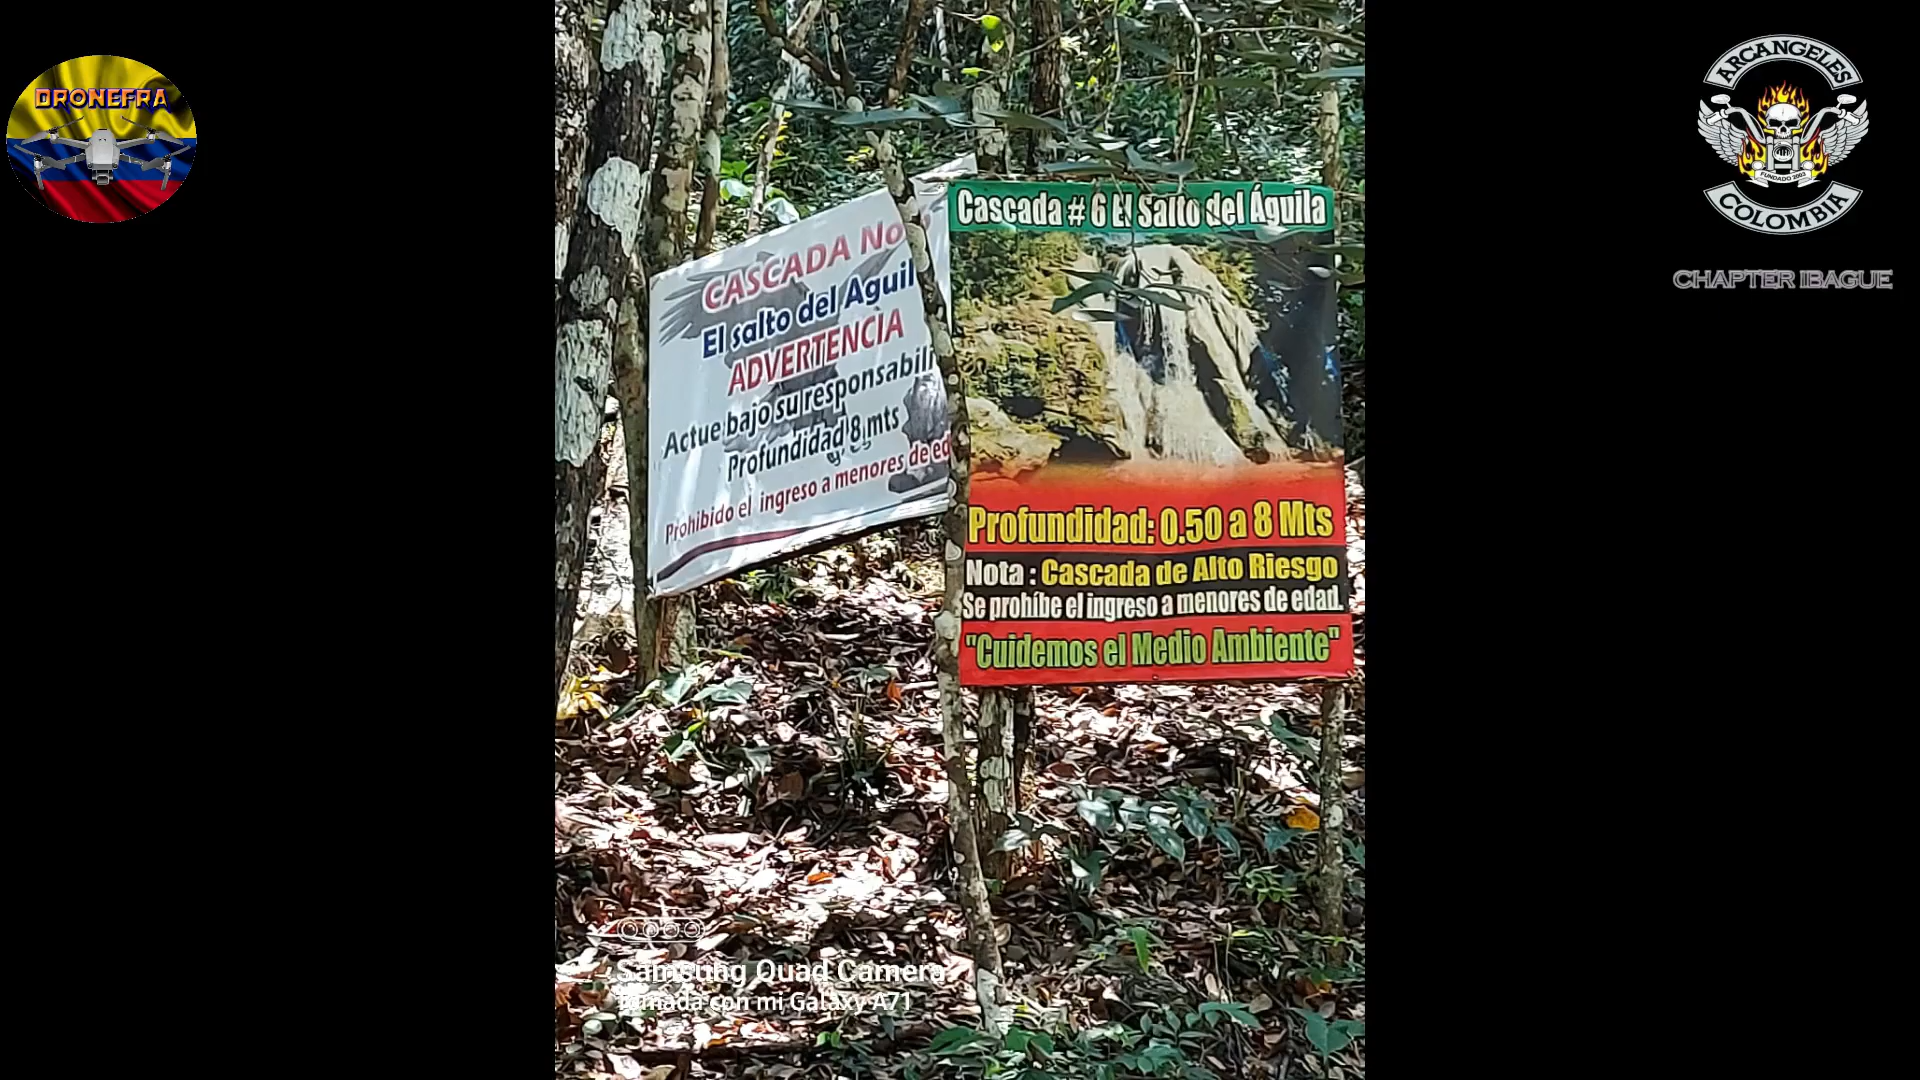 DRONEFRA
ARCANGELES
FUNDADO 2002
COLOMBIA
CHAPTER IBAGUE
CASCADA No
El salto del Aguil
ADVERTENCIA
Actue bajo su responsabili
Profundidad 8 mts
Prohibido el ingreso a menores de ed
Cascada # 6 El Salto del Águila
Profundidad: 0.50 a 8 Mts
Nota : Cascada de Alto Riesgo
Se prohíbe el ingreso a menores de edad.
"Cuidemos el Medio Ambiente"
Samsung Quad Camera
Tomada con mi Galaxy A71